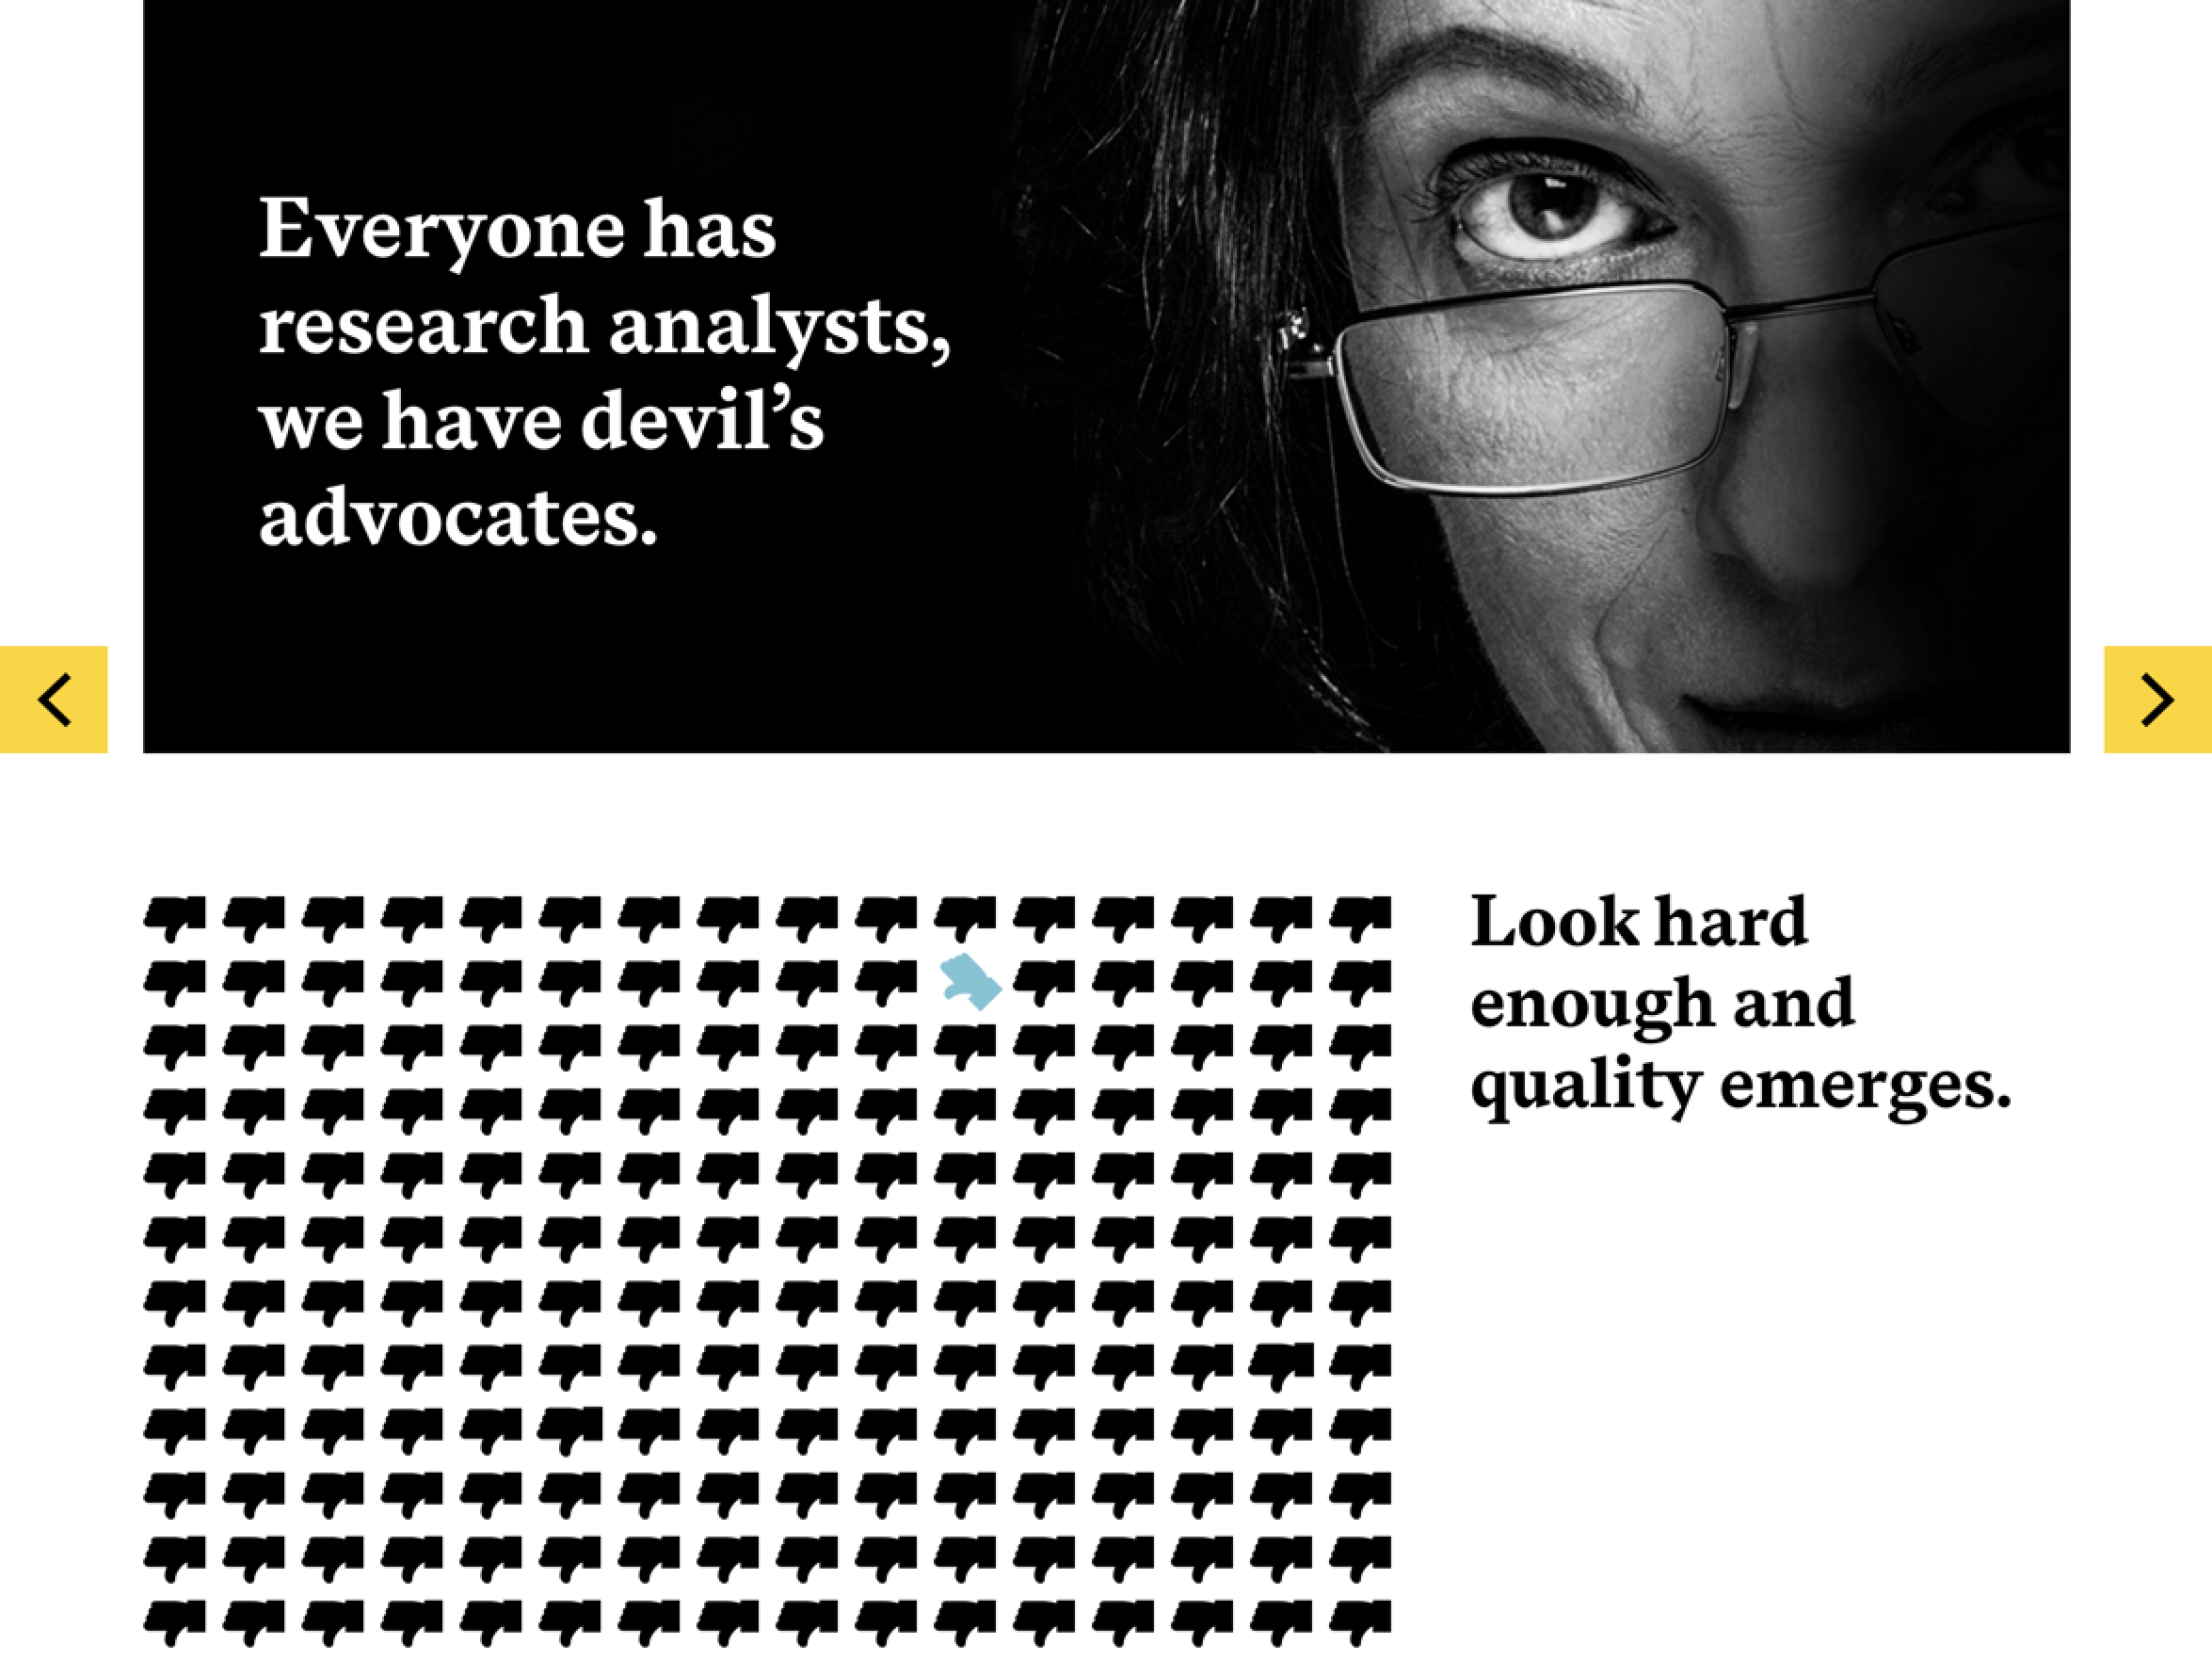 Everyone has
research analysts,
we have devil’s
advocates.
Look hard
enough and
quality emerges.